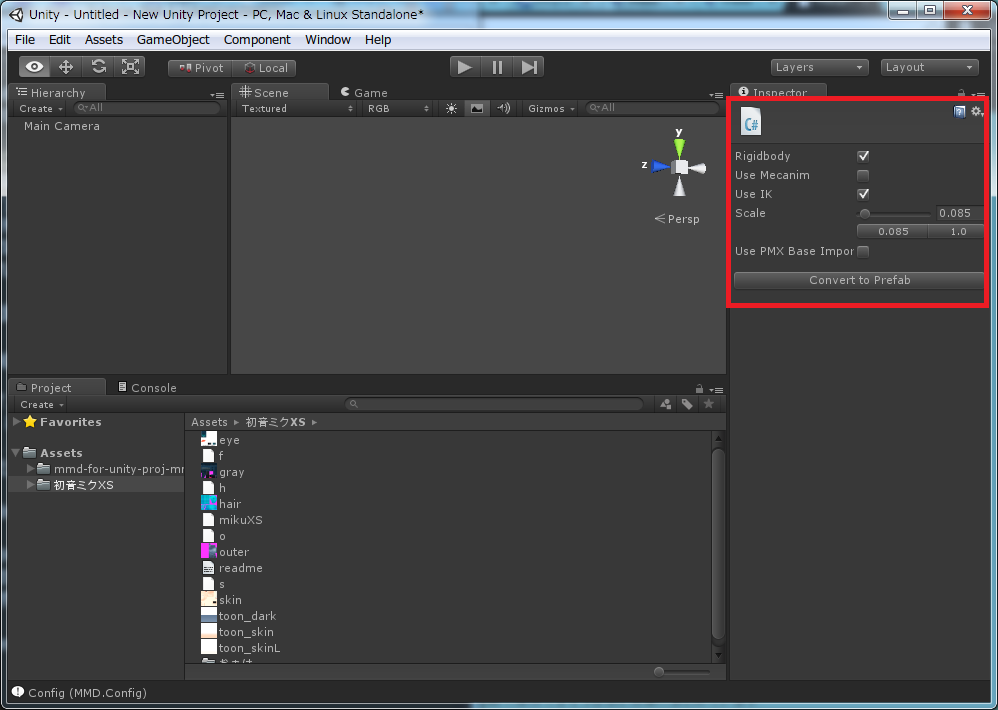 Unity - Untitled - New Unity Project - PC, Mac & Linux Standalone*
File Edit Assets GameObject Component Window Help
Pivot Local Layers Layout
Hierarchy
Create All
Main Camera
Scene Game
Textured RGB Gizmos All
y
z
Persp
Inspector
C#
Rigidbody
Use Mecanim
Use IK
Scale 0.085
0.085 1.0
Use PMX Base Impor
Convert to Prefab
Project Console
Create
Favorites
Assets
mmd-for-unity-proj-mr
初音ミクXS
Assets 初音ミクXS
eye
f
gray
h
hair
mikuXS
o
outer
readme
s
skin
toon_dark
toon_skin
toon_skinL
Config (MMD.Config)